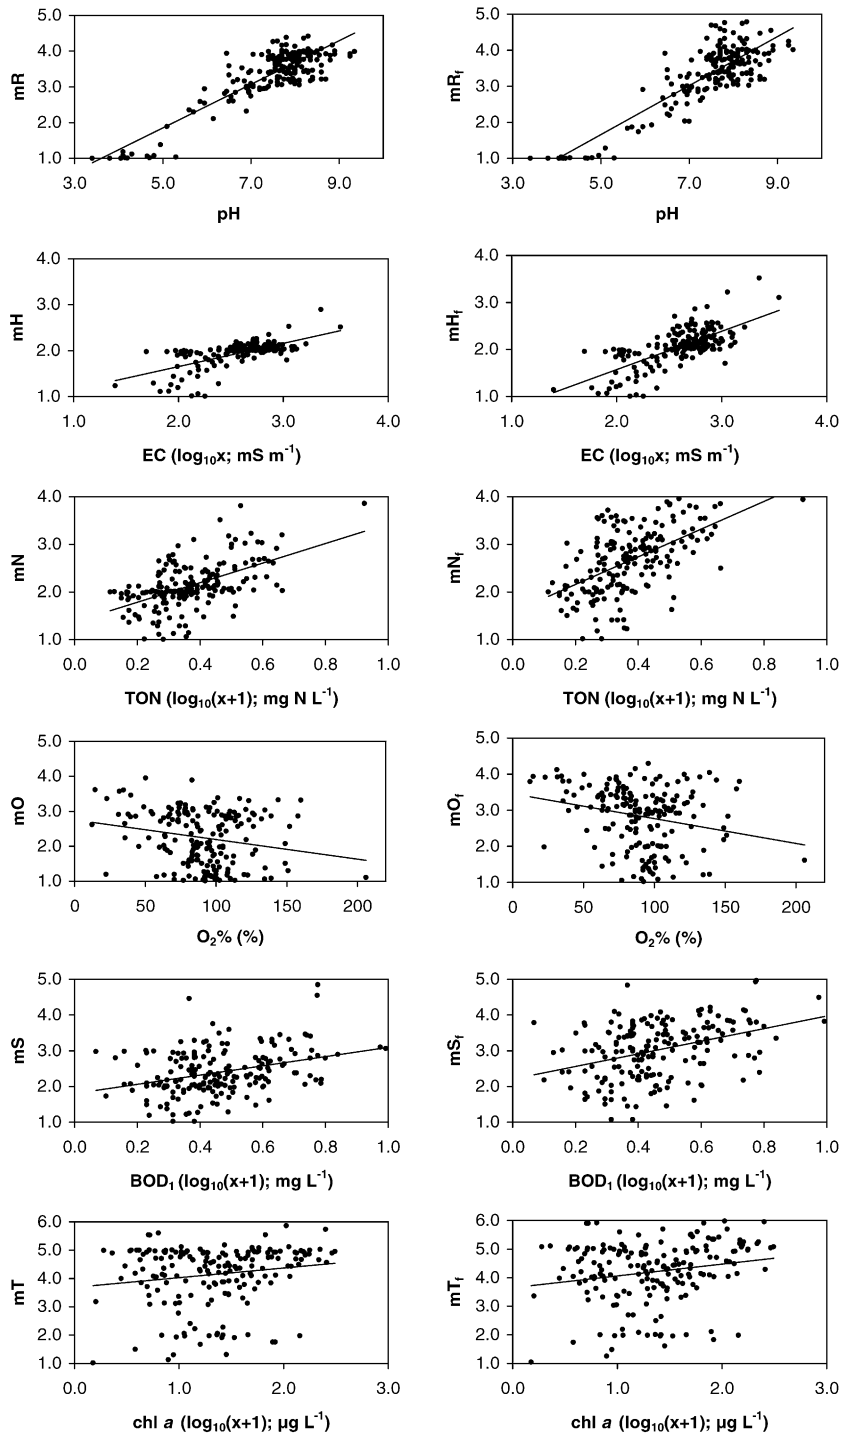 5.0 5.0
4.0 4.0
mR 3.0 mRf 3.0
2.0 2.0
1.0 1.0
3.0 5.0 7.0 9.0 3.0 5.0 7.0 9.0
pH pH
4.0 4.0
3.0 3.0
mH 2.0 mHf 2.0
1.0 1.0
1.0 2.0 3.0 4.0 1.0 2.0 3.0 4.0
EC (log10x; mS m-1) EC (log10x; mS m-1)
4.0 4.0
3.0 3.0
mN 2.0 mNf 2.0
1.0 1.0
0.0 0.2 0.4 0.6 0.8 1.0 0.0 0.2 0.4 0.6 0.8 1.0
TON (log10(x+1); mg N L-1) TON (log10(x+1); mg N L-1)
5.0 5.0
4.0 4.0
mO 3.0 mOf 3.0
2.0 2.0
1.0 1.0
0 50 100 150 200 0 50 100 150 200
O2% (%) O2% (%)
5.0 5.0
4.0 4.0
mS 3.0 mSf 3.0
2.0 2.0
1.0 1.0
0.0 0.2 0.4 0.6 0.8 1.0 0.0 0.2 0.4 0.6 0.8 1.0
BOD1 (log10(x+1); mg L-1) BOD1 (log10(x+1); mg L-1)
6.0 6.0
5.0 5.0
4.0 4.0
mT 3.0 mTf 3.0
2.0 2.0
1.0 1.0
0.0 1.0 2.0 3.0 0.0 1.0 2.0 3.0
chl a (log10(x+1); µg L-1) chl a (log10(x+1); µg L-1)